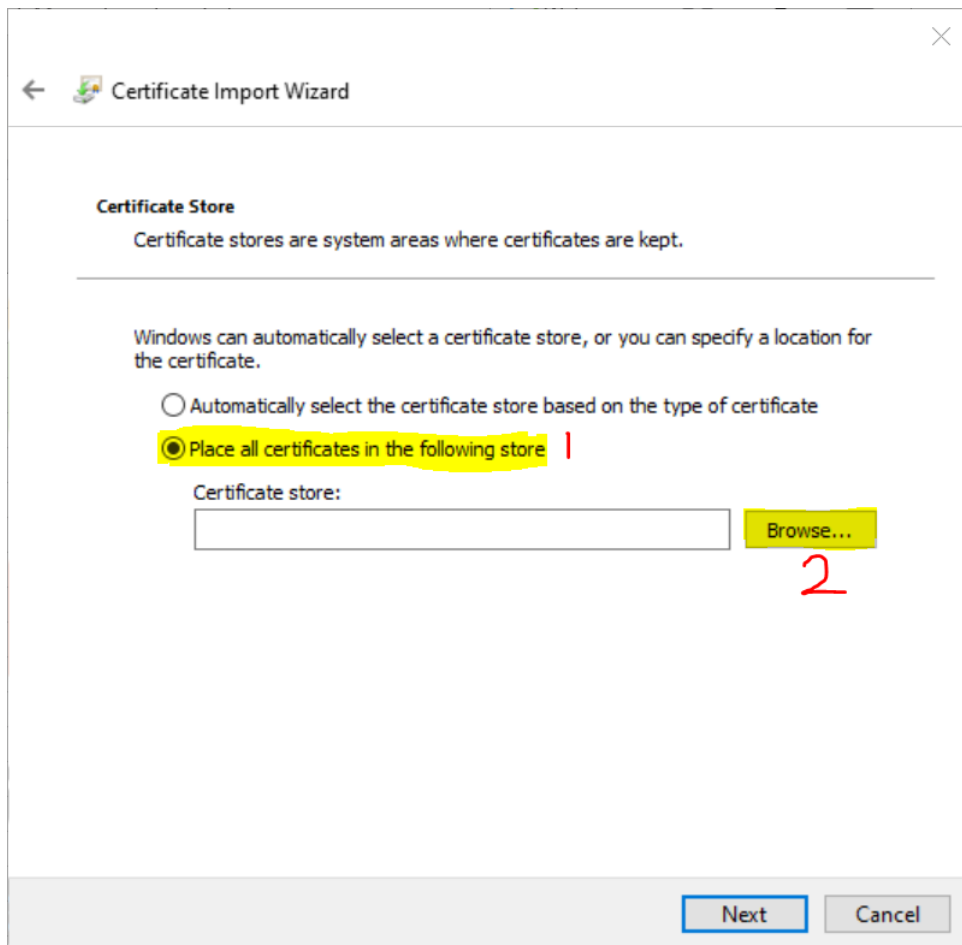 Certificate Import Wizard
Certificate Store
Certificate stores are system areas where certificates are kept.
Windows can automatically select a certificate store, or you can specify a location for
the certificate.
Automatically select the certificate store based on the type of certificate
Place all certificates in the following store 1
Certificate store:
Browse...
2
Next Cancel